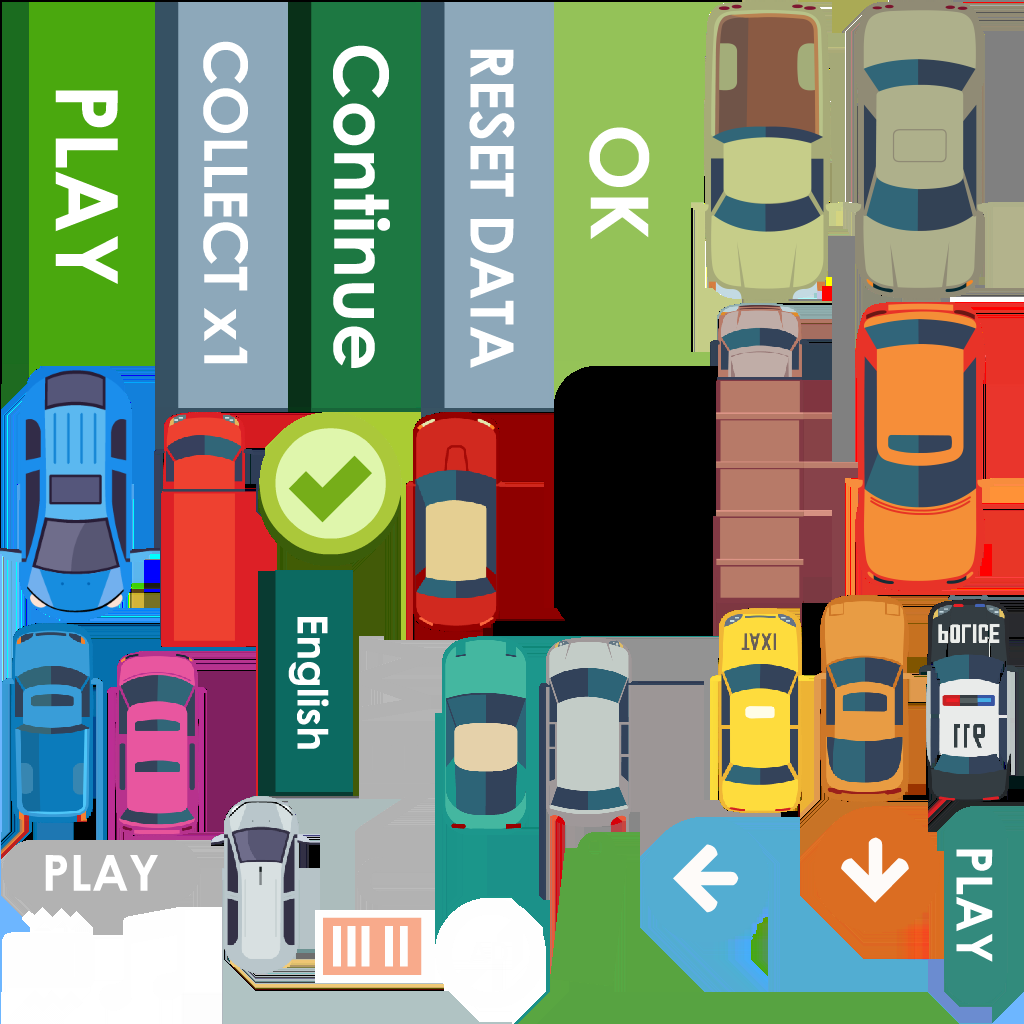 PLAY
COLLECT x1
Continue
RESET DATA
OK
English
TAXI
POLICE
911
PLAY
PLAY